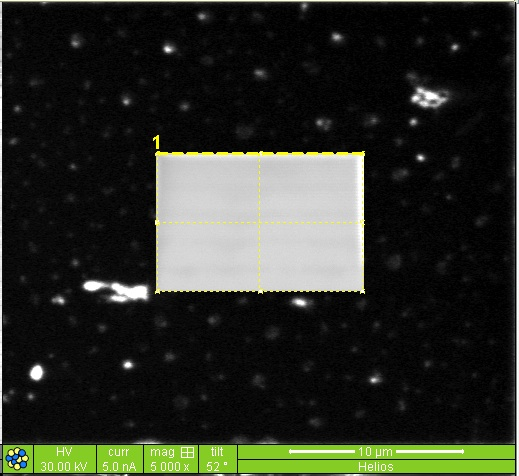 1
HV curr mag tilt 10 µm
30.00 kV 5.0 nA 5 000 x 52 ° Helios